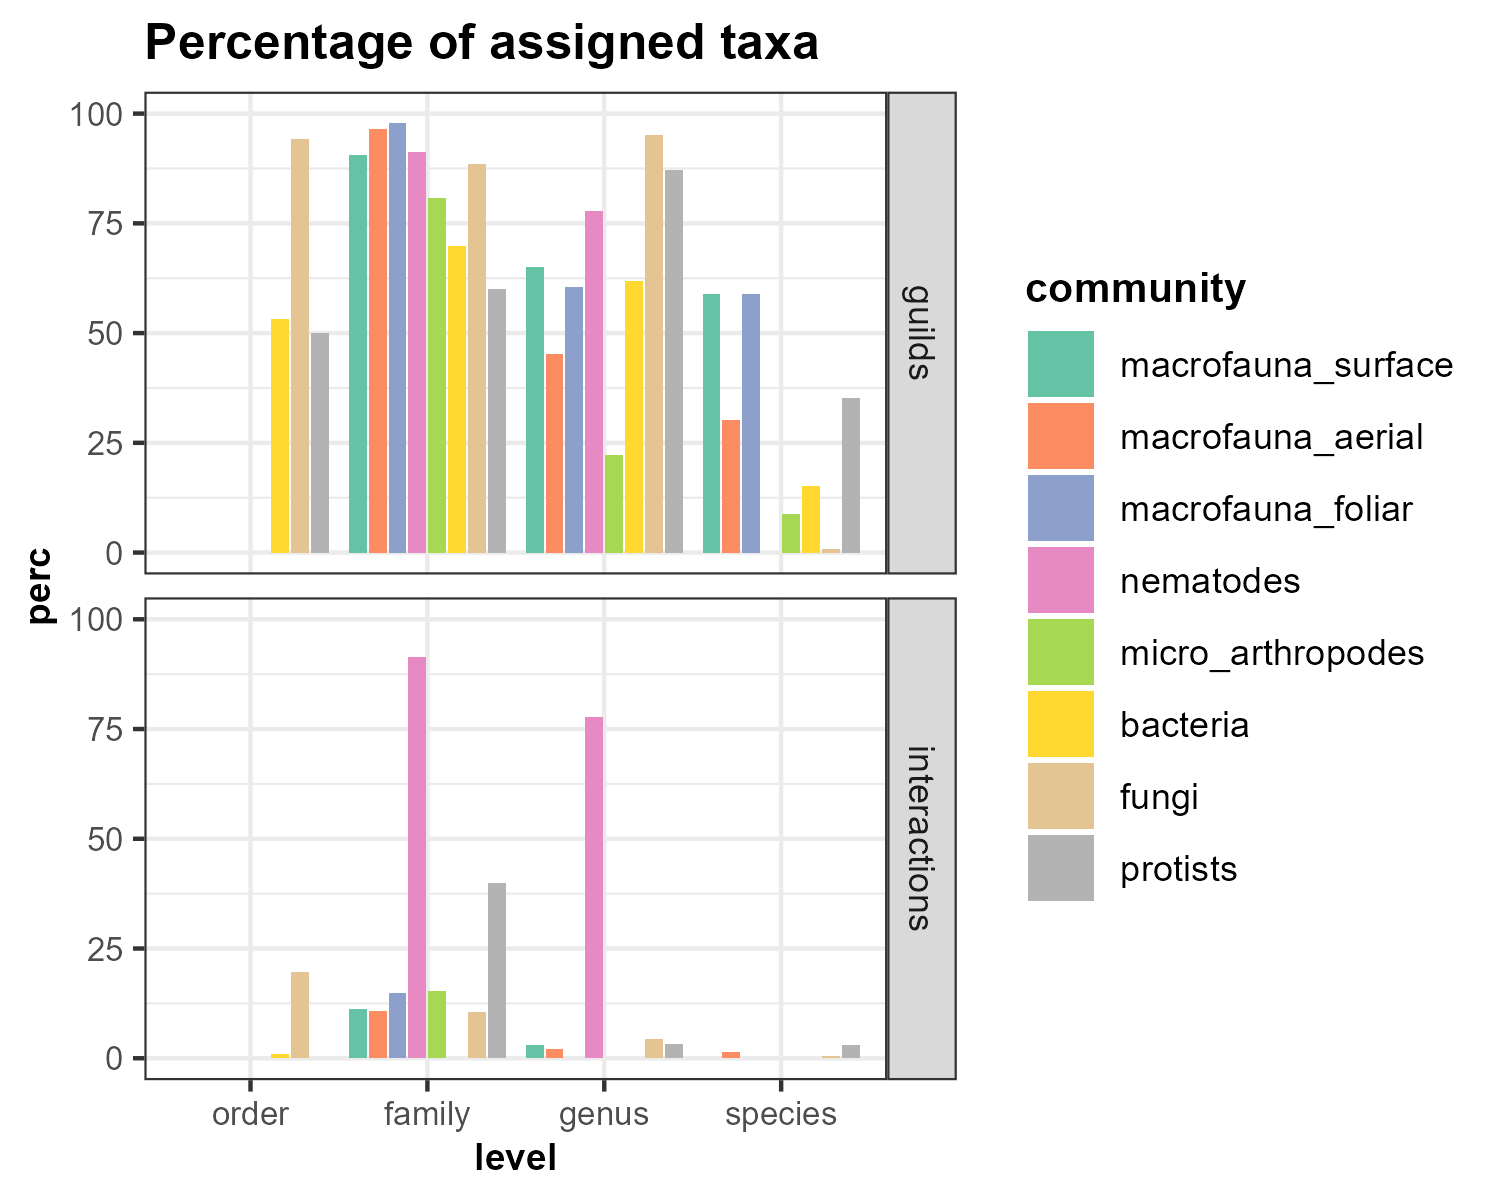 Percentage of assigned taxa
perc
100
75
50
25
0
guilds
100
75
50
25
0
interactions
order family genus species
level
community
macrofauna_surface
macrofauna_aerial
macrofauna_foliar
nematodes
micro_arthropodes
bacteria
fungi
protists